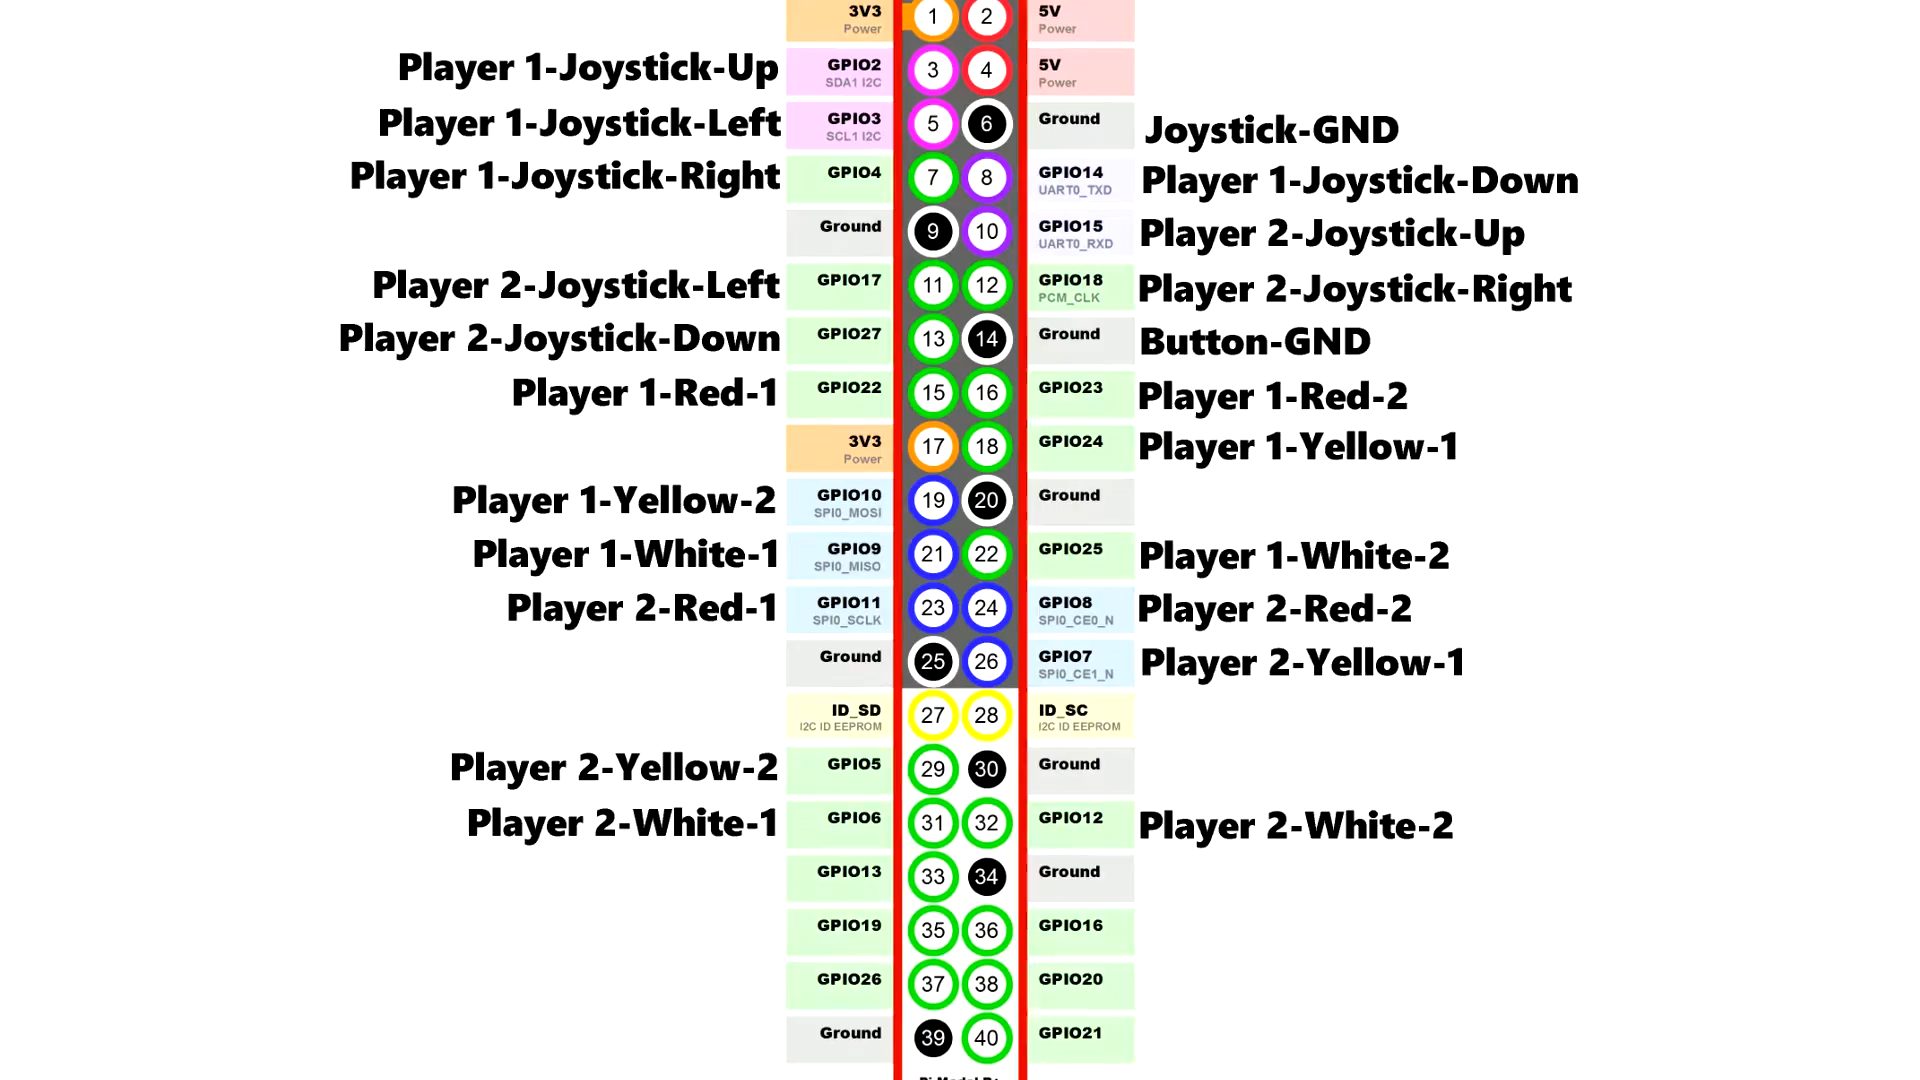 3V3 Power 1 2 5V Power
Player 1-Joystick-Up GPIO2 SDA1 I2C 3 4 5V Power
Player 1-Joystick-Left GPIO3 SCL1 I2C 5 6 Ground Joystick-GND
Player 1-Joystick-Right GPIO4 7 8 GPIO14 UART0_TXD Player 1-Joystick-Down
Ground 9 10 GPIO15 UART0_RXD Player 2-Joystick-Up
Player 2-Joystick-Left GPIO17 11 12 GPIO18 PCM_CLK Player 2-Joystick-Right
Player 2-Joystick-Down GPIO27 13 14 Ground Button-GND
Player 1-Red-1 GPIO22 15 16 GPIO23 Player 1-Red-2
3V3 Power 17 18 GPIO24 Player 1-Yellow-1
Player 1-Yellow-2 GPIO10 SPI0_MOSI 19 20 Ground
Player 1-White-1 GPIO9 SPI0_MISO 21 22 GPIO25 Player 1-White-2
Player 2-Red-1 GPIO11 SPI0_SCLK 23 24 GPIO8 SPI0_CE0_N Player 2-Red-2
Ground 25 26 GPIO7 SPI0_CE1_N Player 2-Yellow-1
ID_SD I2C ID EEPROM 27 28 ID_SC I2C ID EEPROM
Player 2-Yellow-2 GPIO5 29 30 Ground
Player 2-White-1 GPIO6 31 32 GPIO12 Player 2-White-2
GPIO13 33 34 Ground
GPIO19 35 36 GPIO16
GPIO26 37 38 GPIO20
Ground 39 40 GPIO21